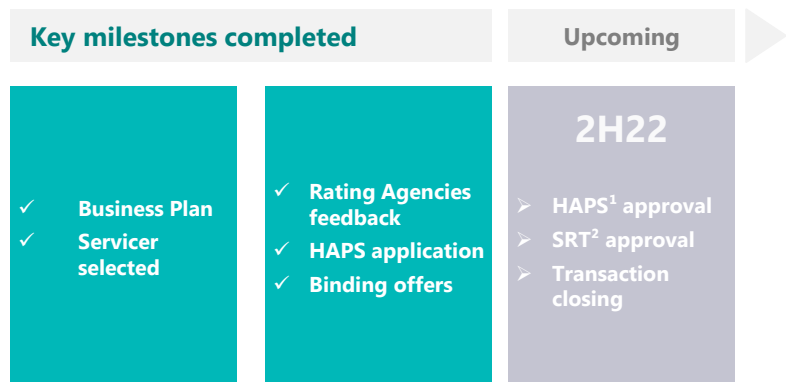 Key milestones completed
Upcoming
✓ Business Plan
✓ Servicer
selected
✓ Rating Agencies
feedback
✓ HAPS application
✓ Binding offers
2H22
➢ HAPS¹ approval
➢ SRT² approval
➢ Transaction
closing